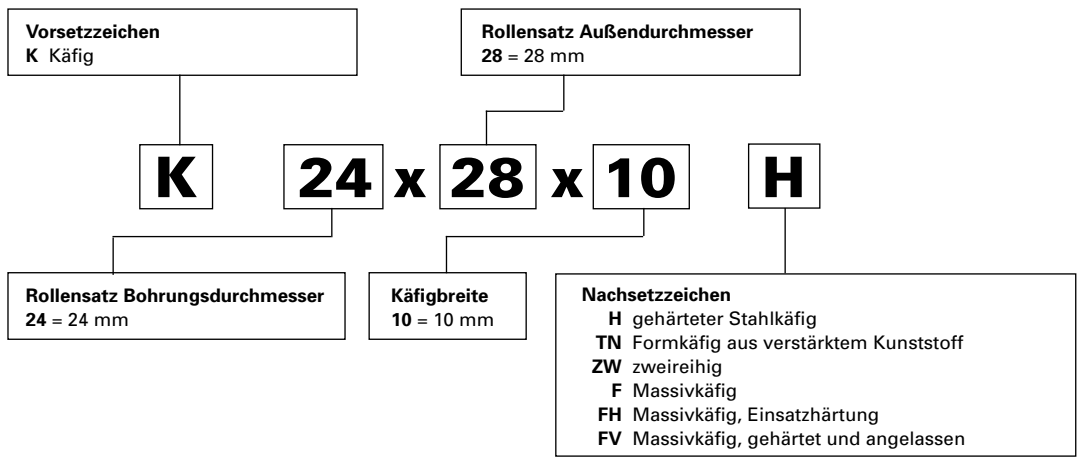 Vorsetzzeichen
K Käfig
Rollensatz Außendurchmesser
28 = 28 mm
K 24 x 28 x 10 H
Rollensatz Bohrungsdurchmesser
24 = 24 mm
Käfigbreite
10 = 10 mm
Nachsetzzeichen
H gehärteter Stahlkäfig
TN Formkäfig aus verstärktem Kunststoff
ZW zweireihig
F Massivkäfig
FH Massivkäfig, Einsatzhärtung
FV Massivkäfig, gehärtet und angelassen